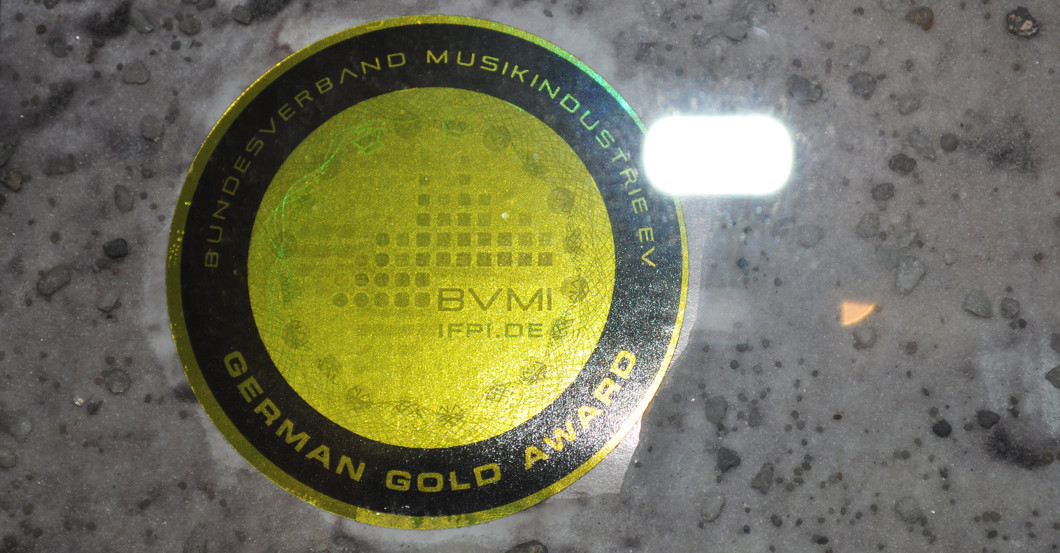 BUNDESVERBAND MUSIKINDUSTRIE EV
BVMI
IFPI.DE
GERMAN GOLD AWARD